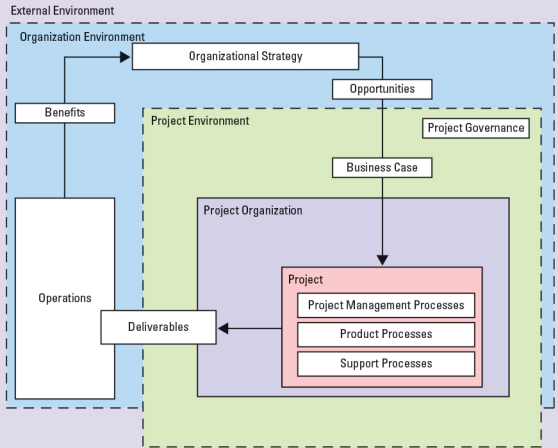 External Environment
Organization Environment
Organizational Strategy
Opportunities
Benefits
Project Environment
Project Governance
Business Case
Project Organization
Project
Operations
Project Management Processes
Deliverables
Product Processes
Support Processes